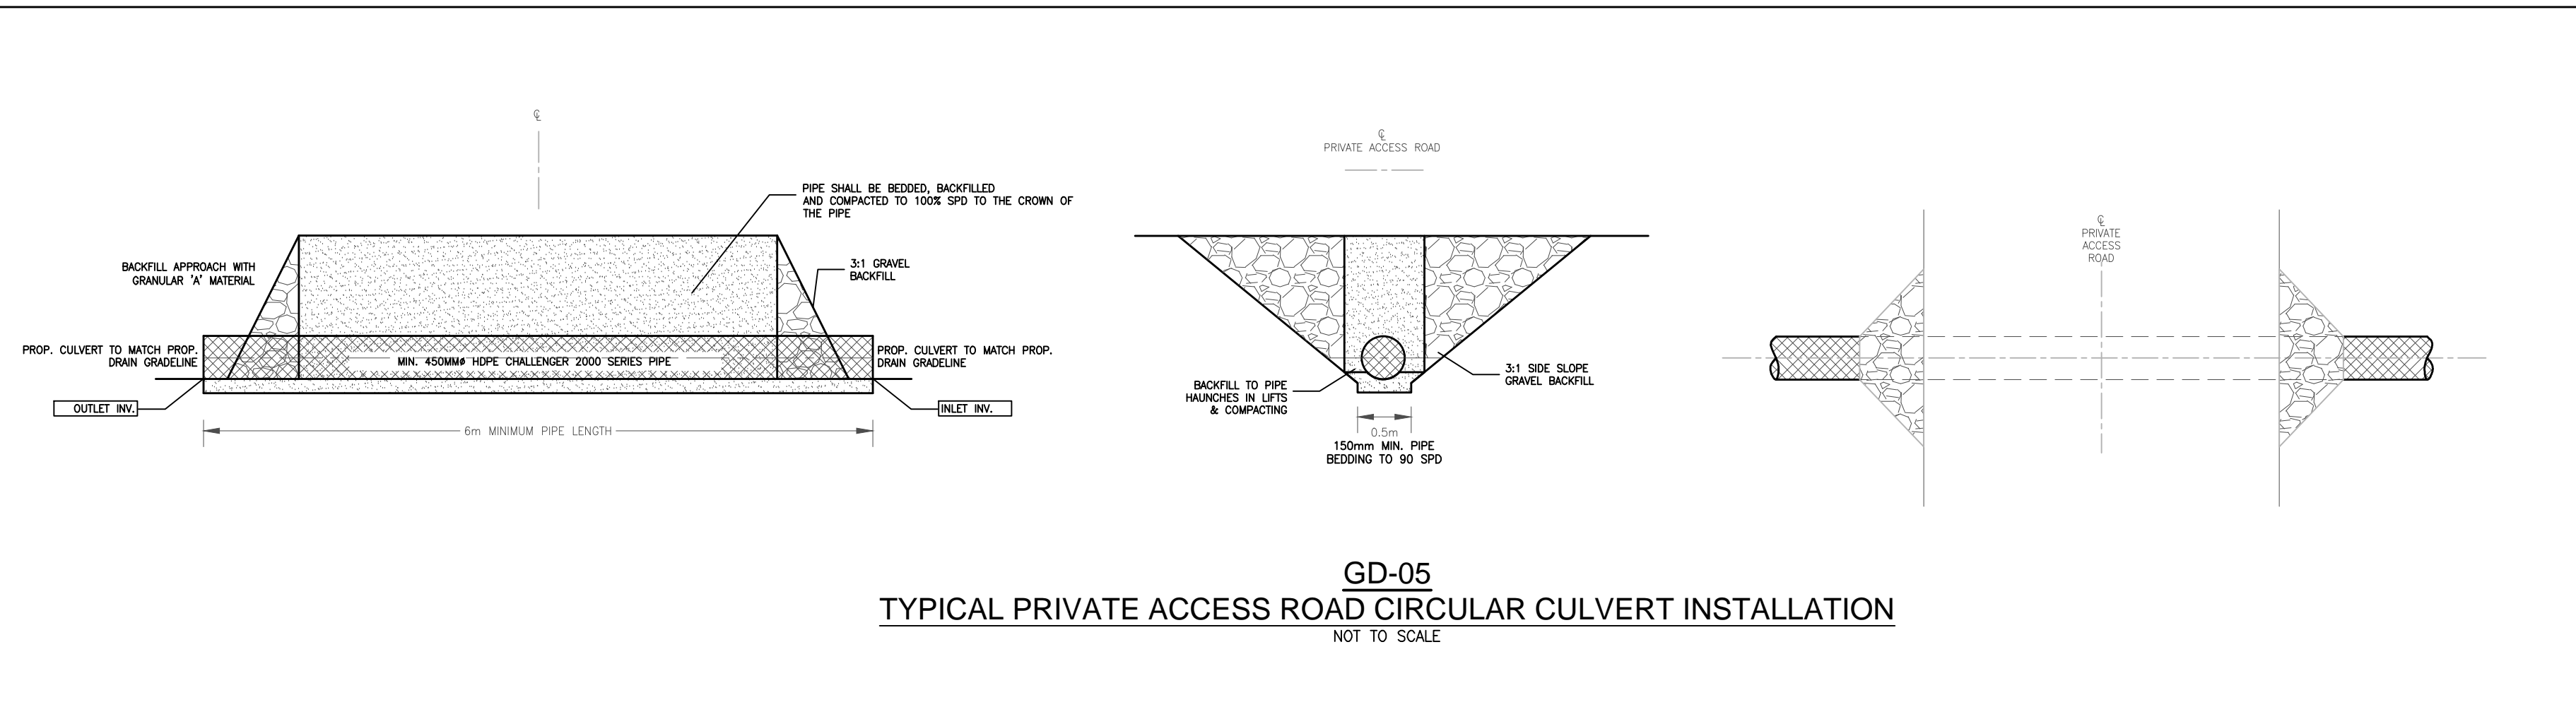 ℄
PIPE SHALL BE BEDDED, BACKFILLED
AND COMPACTED TO 100% SPD TO THE CROWN OF
THE PIPE
BACKFILL APPROACH WITH
GRANULAR 'A' MATERIAL
3:1 GRAVEL
BACKFILL
PROP. CULVERT TO MATCH PROP.
DRAIN GRADELINE
MIN. 450MMø HDPE CHALLENGER 2000 SERIES PIPE
PROP. CULVERT TO MATCH PROP.
DRAIN GRADELINE
OUTLET INV.
INLET INV.
6m MINIMUM PIPE LENGTH
℄
PRIVATE ACCESS ROAD
BACKFILL TO PIPE
HAUNCHES IN LIFTS
& COMPACTING
3:1 SIDE SLOPE
GRAVEL BACKFILL
0.5m
150mm MIN. PIPE
BEDDING TO 90 SPD
℄
PRIVATE
ACCESS
ROAD
GD-05
TYPICAL PRIVATE ACCESS ROAD CIRCULAR CULVERT INSTALLATION
NOT TO SCALE